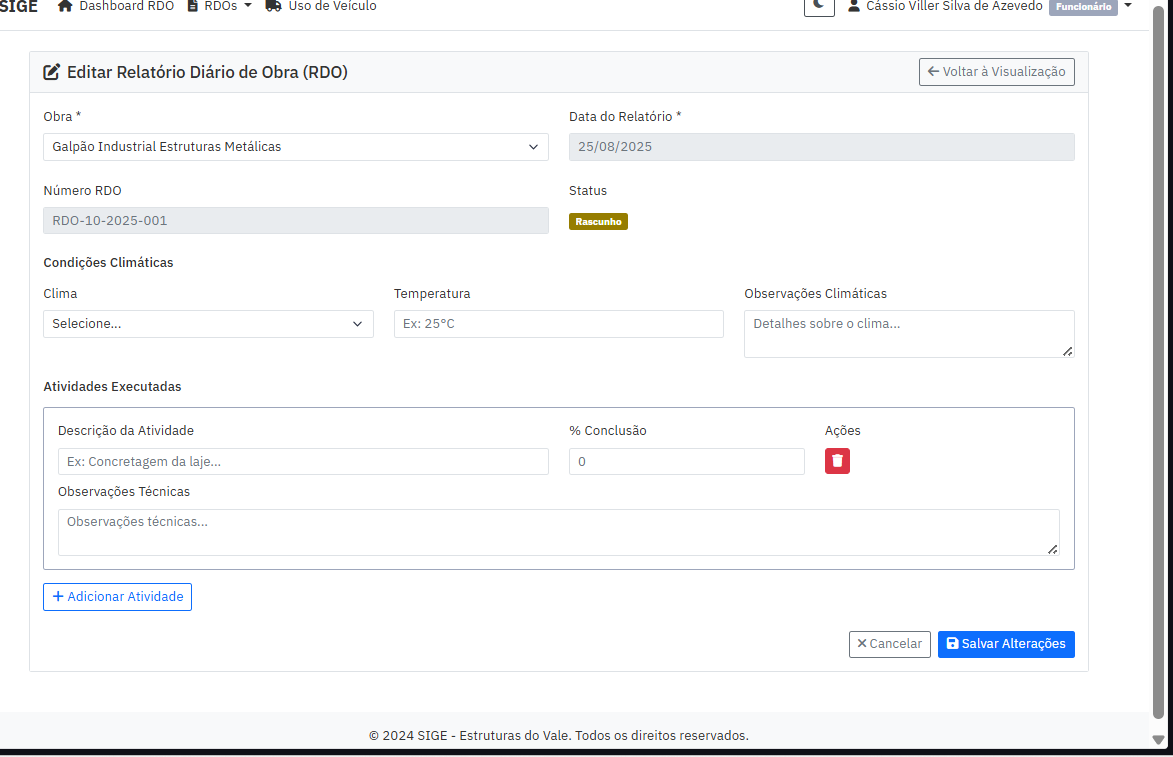 SIGE Dashboard RDO RDOs Uso de Veículo Cássio Viller Silva de Azevedo Funcionário
Editar Relatório Diário de Obra (RDO) Voltar à Visualização
Obra * Data do Relatório *
Galpão Industrial Estruturas Metálicas 25/08/2025
Número RDO Status
RDO-10-2025-001 Rascunho
Condições Climáticas
Clima Temperatura Observações Climáticas
Selecione... Ex: 25°C Detalhes sobre o clima...
Atividades Executadas
Descrição da Atividade % Conclusão Ações
Ex: Concretagem da laje... 0
Observações Técnicas
Observações técnicas...
+ Adicionar Atividade
Cancelar Salvar Alterações
© 2024 SIGE - Estruturas do Vale. Todos os direitos reservados.